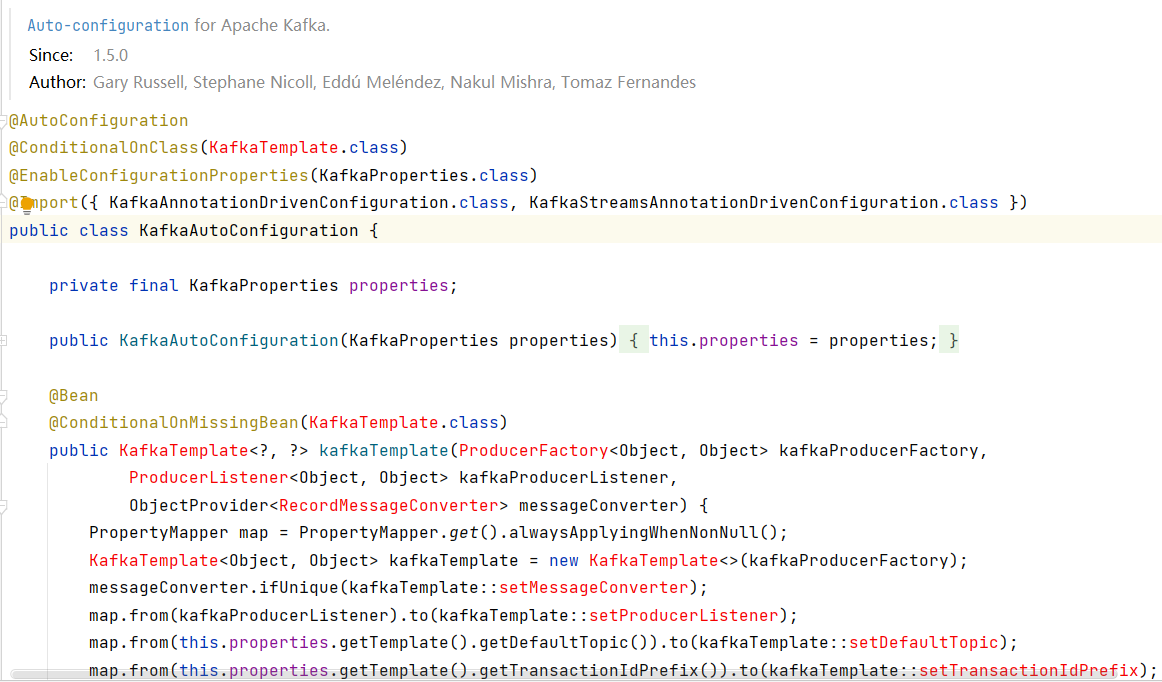 Auto-configuration for Apache Kafka.
Since: 1.5.0
Author: Gary Russell, Stephane Nicoll, Eddú Meléndez, Nakul Mishra, Tomaz Fernandes
@AutoConfiguration
@ConditionalOnClass(KafkaTemplate.class)
@EnableConfigurationProperties(KafkaProperties.class)
@Import({ KafkaAnnotationDrivenConfiguration.class, KafkaStreamsAnnotationDrivenConfiguration.class })
public class KafkaAutoConfiguration {
private final KafkaProperties properties;
public KafkaAutoConfiguration(KafkaProperties properties) { this.properties = properties; }
@Bean
@ConditionalOnMissingBean(KafkaTemplate.class)
public KafkaTemplate<?, ?> kafkaTemplate(ProducerFactory<Object, Object> kafkaProducerFactory,
ProducerListener<Object, Object> kafkaProducerListener,
ObjectProvider<RecordMessageConverter> messageConverter) {
PropertyMapper map = PropertyMapper.get().alwaysApplyingWhenNonNull();
KafkaTemplate<Object, Object> kafkaTemplate = new KafkaTemplate<>(kafkaProducerFactory);
messageConverter.ifUnique(kafkaTemplate::setMessageConverter);
map.from(kafkaProducerListener).to(kafkaTemplate::setProducerListener);
map.from(this.properties.getTemplate().getDefaultTopic()).to(kafkaTemplate::setDefaultTopic);
map.from(this.properties.getTemplate().getTransactionIdPrefix()).to(kafkaTemplate::setTransactionIdPrefix);